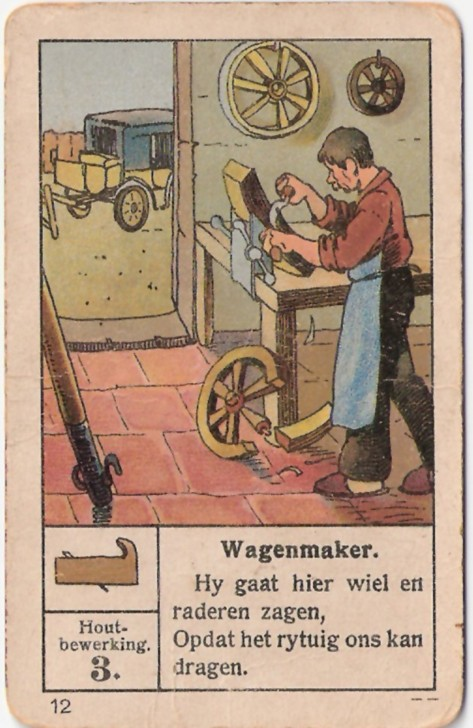 Wagenmaker.
Hy gaat hier wiel en
raderen zagen,
Opdat het rytuig ons kan
dragen.
Hout-
bewerking.
3.
12